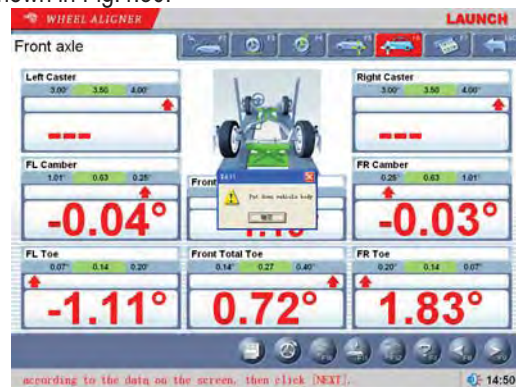 in Fig.
WHEEL ALIGNER
LAUNCH
Front axle
Left Caster
3.00° 3.50 4.00°
---
Right Caster
3.00° 3.50 4.00°
---
FL Camber
1.01° 0.63 0.25°
-0.04°
Front
Put down vehicle body
FR Camber
0.25° 0.63 1.01°
-0.03°
FL Toe
0.07° 0.14 0.20°
-1.11°
Front Total Toe
0.14° 0.27 0.40°
0.72°
FR Toe
0.20° 0.14 0.07°
1.83°
according to the data on the screen, then click [NEXT].
14:50